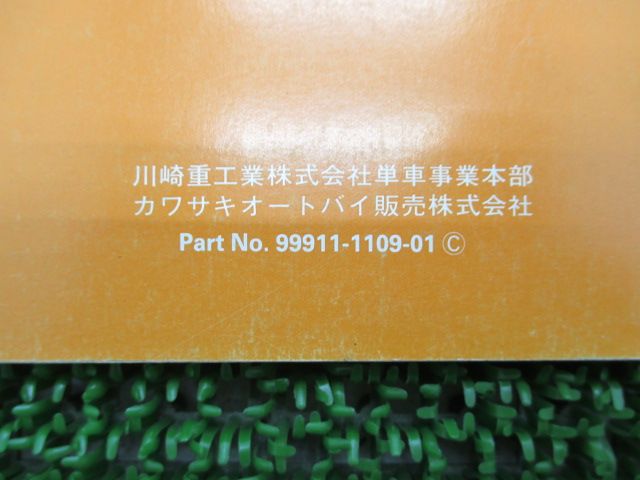 川崎重工業株式会社単車事業本部
カワサキオートバイ販売株式会社
Part No. 99911-1109-01 Ⓒ